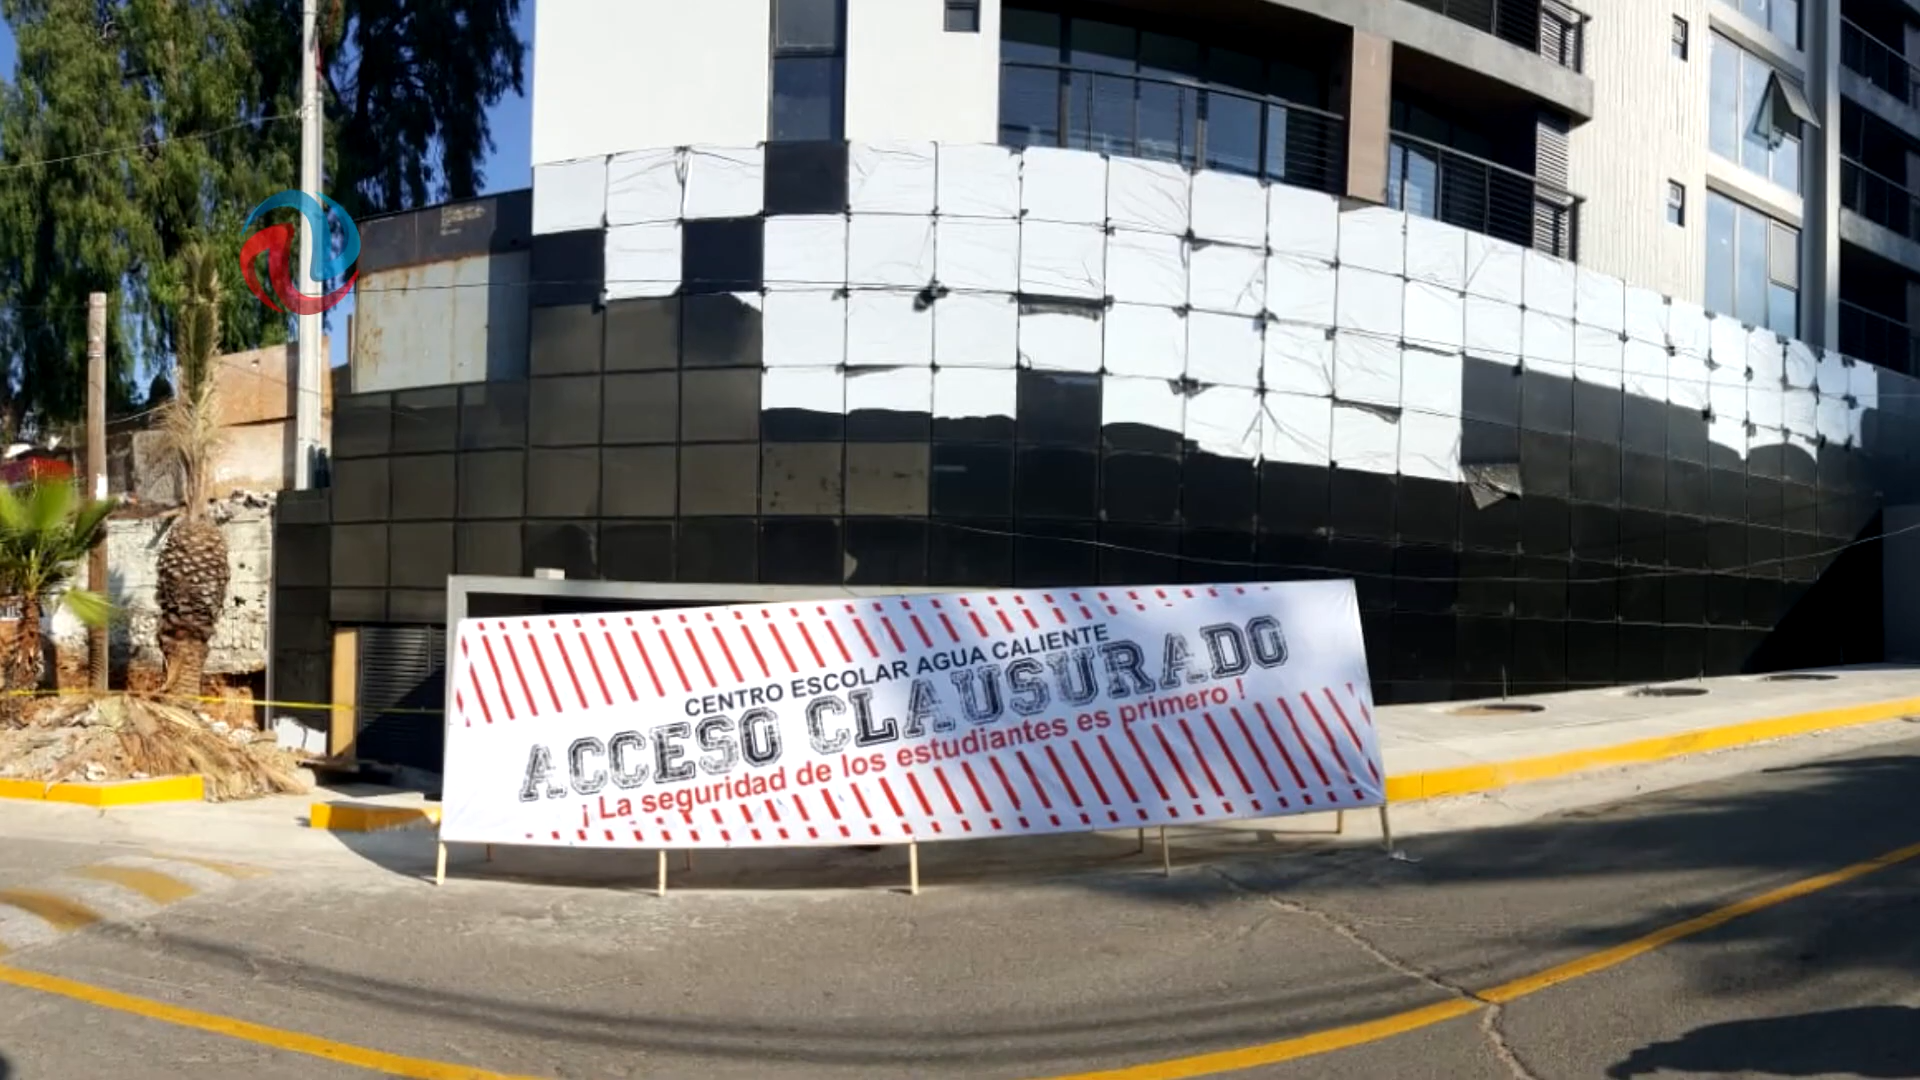 CENTRO ESCOLAR AGUA CALIENTE
ACCESO CLAUSURADO
¡ La seguridad de los estudiantes es primero !